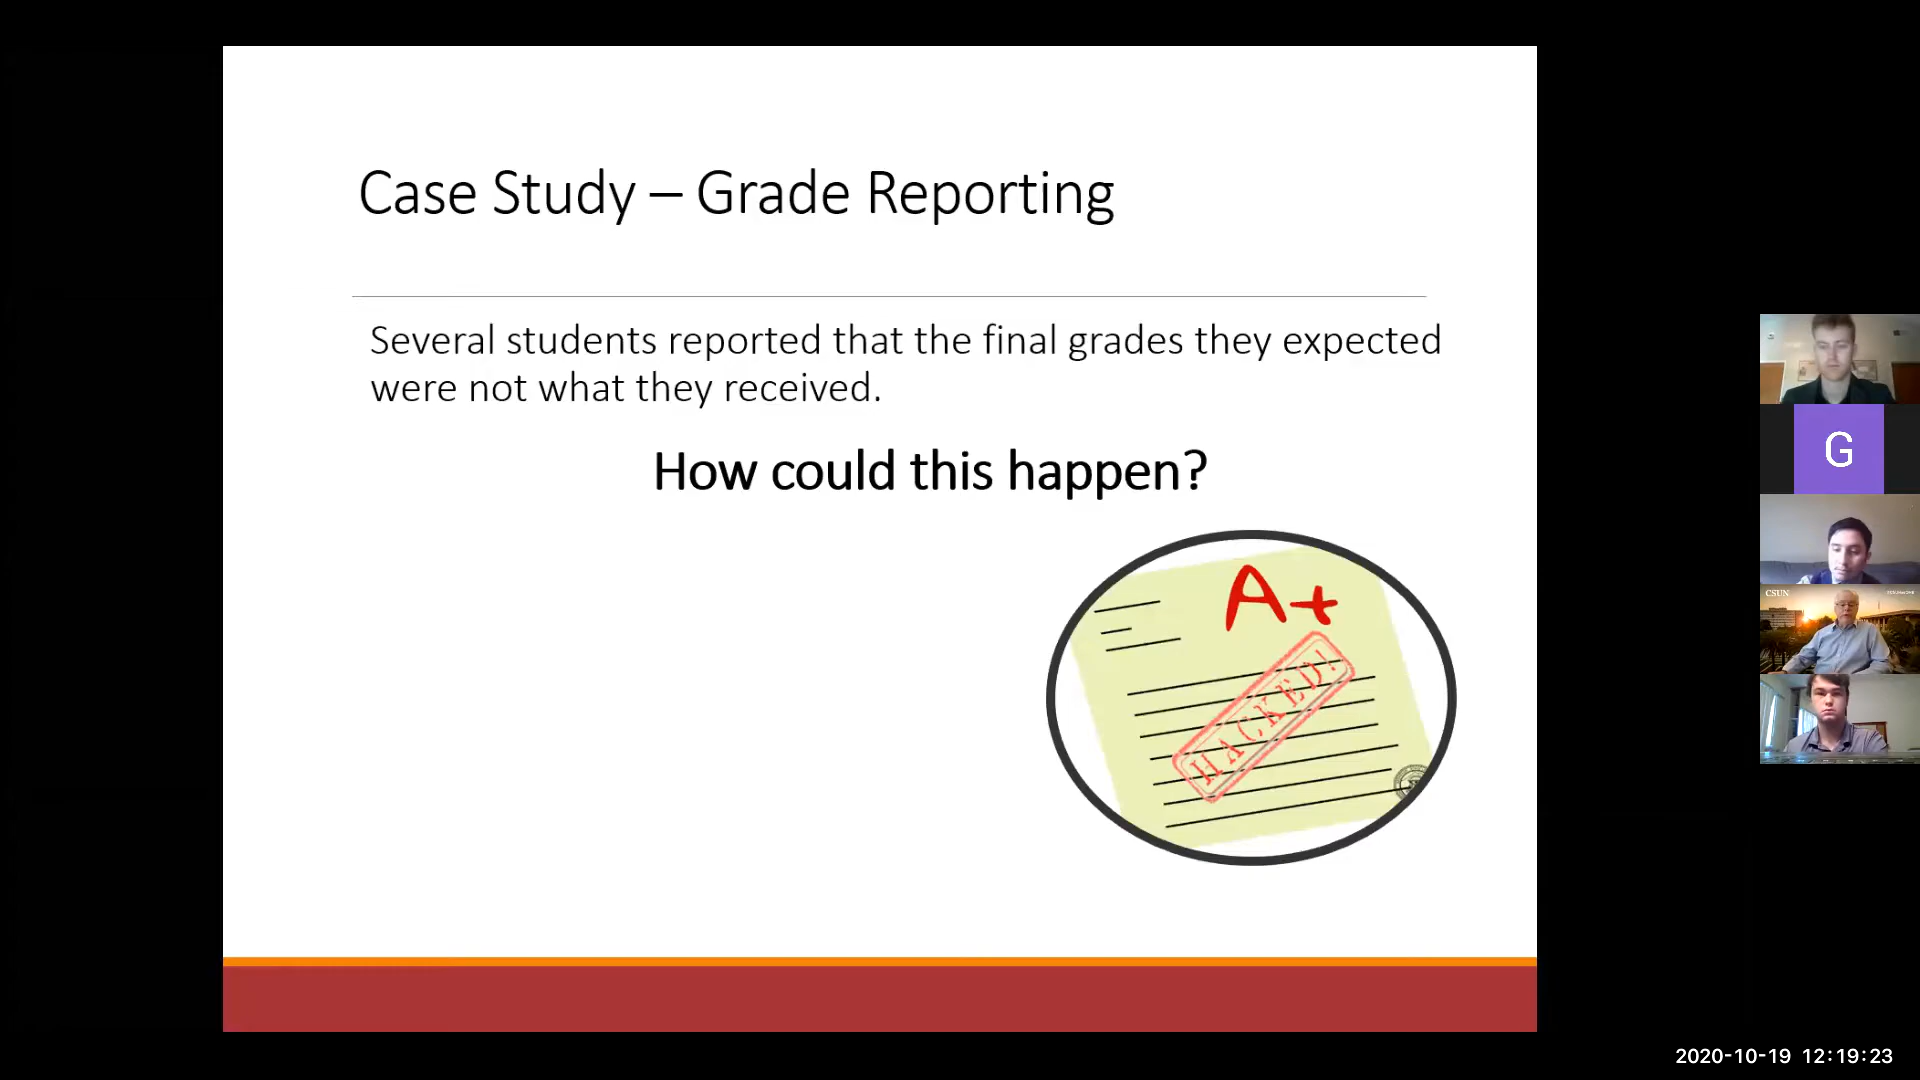 Case Study – Grade Reporting
Several students reported that the final grades they expected
were not what they received.
How could this happen?
A+
HACKED!
G
CSUN
2020-10-19 12:19:23